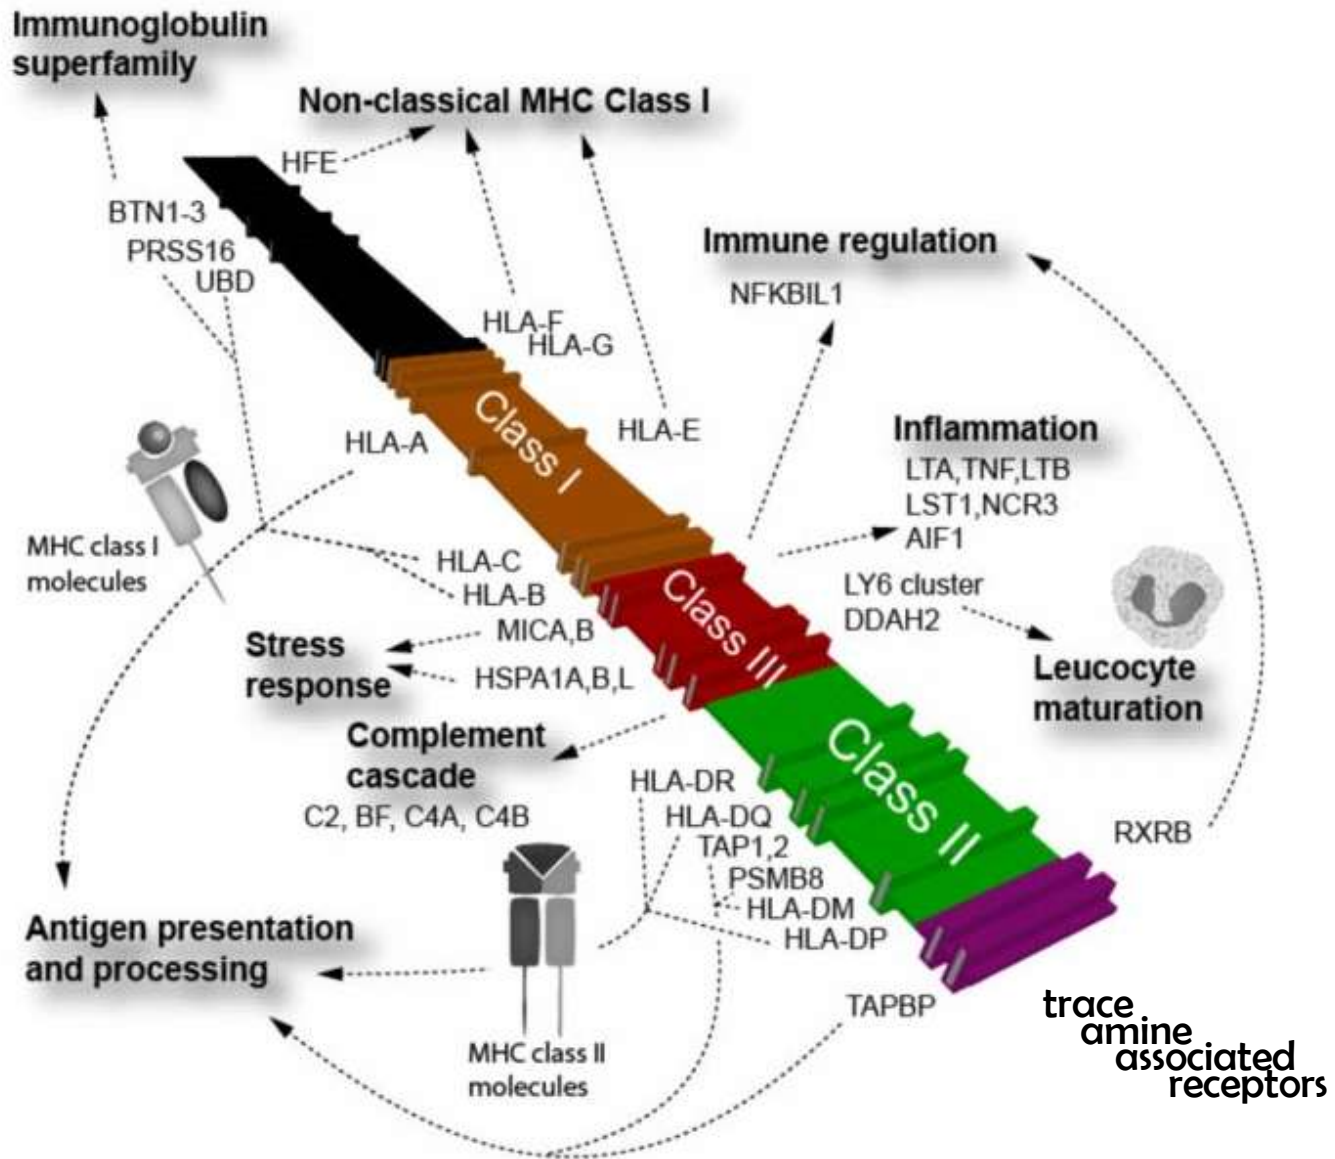 Immunoglobulin
superfamily
Non-classical MHC Class I
HFE
BTN1-3
PRSS16
UBD
Immune regulation
NFKBIL1
HLA-F
HLA-G
HLA-E
HLA-A
Class I
Inflammation
LTA,TNF,LTB
LST1,NCR3
AIF1
MHC class I
molecules
HLA-C
HLA-B
MICA,B
HSPA1A,B,L
Stress
response
Class III
LY6 cluster
DDAH2
Leucocyte
maturation
Complement
cascade
C2, BF, C4A, C4B
Class II
HLA-DR
HLA-DQ
TAP1,2
PSMB8
HLA-DM
HLA-DP
RXRB
Antigen presentation
and processing
MHC class II
molecules
TAPBP
trace
amine
associated
receptors